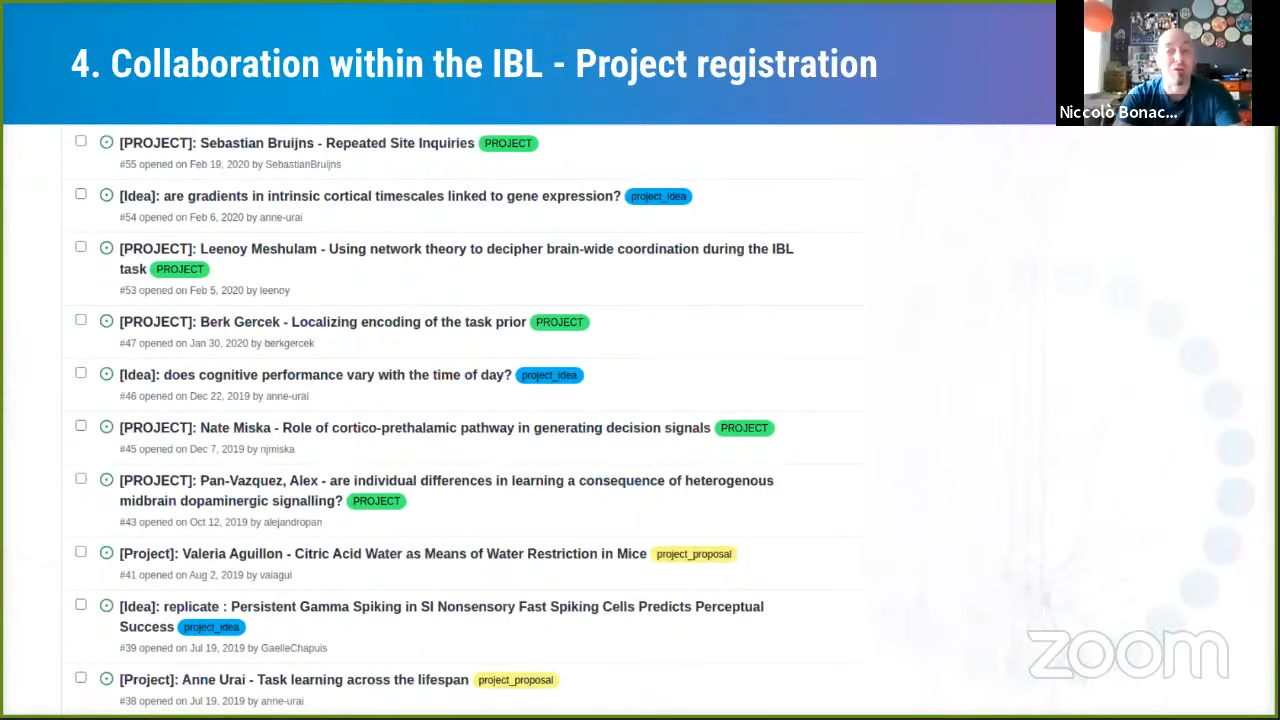 4. Collaboration within the IBL - Project registration
Niccolò Bonac...
[PROJECT]: Sebastian Bruijns - Repeated Site Inquiries PROJECT
#55 opened on Feb 19, 2020 by SebastianBruijns
[Idea]: are gradients in intrinsic cortical timescales linked to gene expression? project_idea
#54 opened on Feb 6, 2020 by anne-urai
[PROJECT]: Leenoy Meshulam - Using network theory to decipher brain-wide coordination during the IBL
task PROJECT
#53 opened on Feb 5, 2020 by leenoy
[PROJECT]: Berk Gercek - Localizing encoding of the task prior PROJECT
#47 opened on Jan 30, 2020 by berkgercek
[Idea]: does cognitive performance vary with the time of day? project_idea
#46 opened on Dec 22, 2019 by anne-urai
[PROJECT]: Nate Miska - Role of cortico-prethalamic pathway in generating decision signals PROJECT
#45 opened on Dec 7, 2019 by njmiska
[PROJECT]: Pan-Vazquez, Alex - are individual differences in learning a consequence of heterogenous
midbrain dopaminergic signalling? PROJECT
#43 opened on Oct 12, 2019 by alejandropan
[Project]: Valeria Aguillon - Citric Acid Water as Means of Water Restriction in Mice project_proposal
#41 opened on Aug 2, 2019 by valagui
[Idea]: replicate : Persistent Gamma Spiking in SI Nonsensory Fast Spiking Cells Predicts Perceptual
Success project_idea
#39 opened on Jul 19, 2019 by GaelleChapuis
[Project]: Anne Urai - Task learning across the lifespan project_proposal
#38 opened on Jul 19, 2019 by anne-urai
zoom